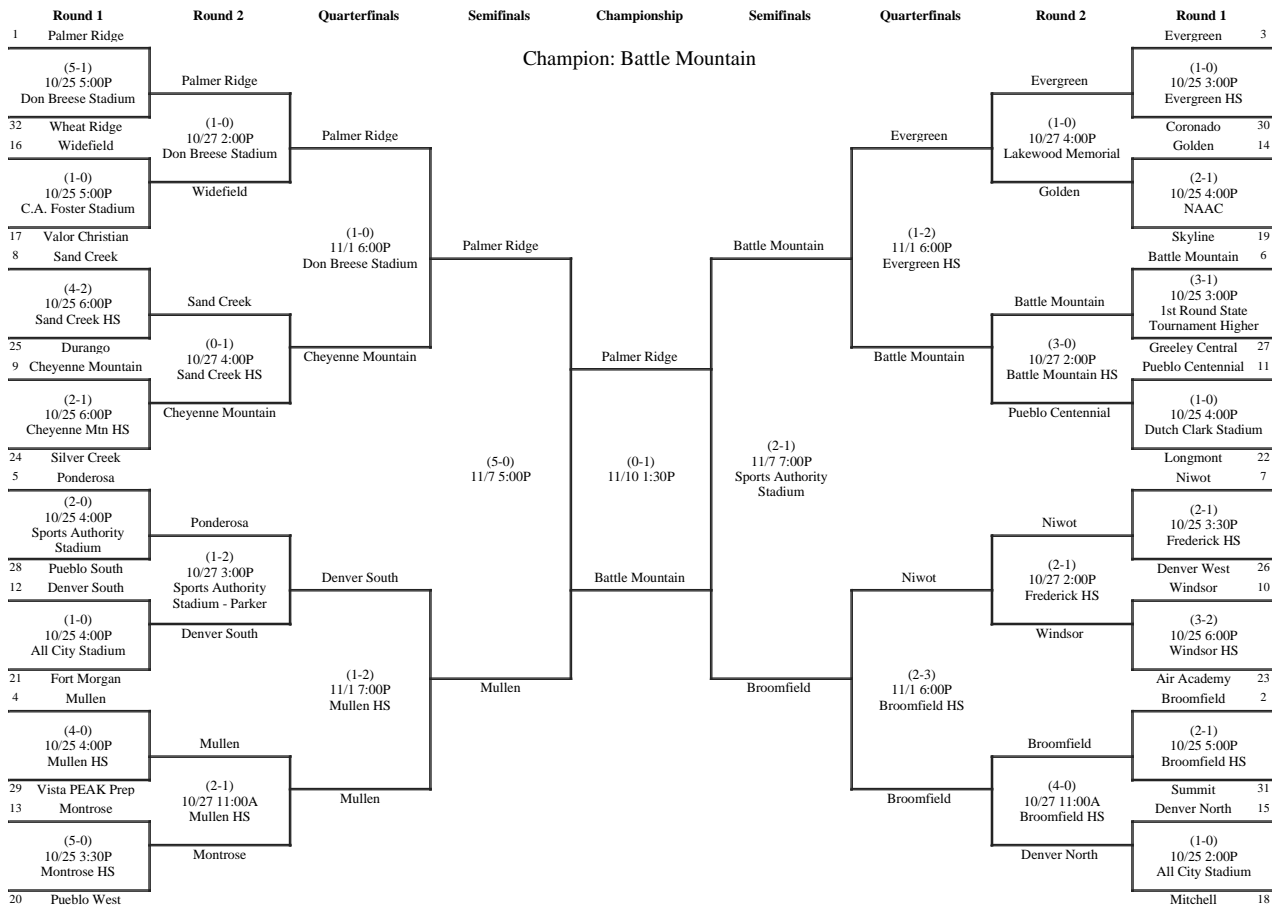 Round 1
Round 2
Quarterfinals
Semifinals
Championship
Semifinals
Quarterfinals
Round 2
Round 1
Champion: Battle Mountain
1 Palmer Ridge
(5-1)
10/25 5:00P
Don Breese Stadium
32 Wheat Ridge
16 Widefield
(1-0)
10/25 5:00P
C.A. Foster Stadium
17 Valor Christian
8 Sand Creek
(4-2)
10/25 6:00P
Sand Creek HS
25 Durango
9 Cheyenne Mountain
(2-1)
10/25 6:00P
Cheyenne Mtn HS
24 Silver Creek
5 Ponderosa
(2-0)
10/25 4:00P
Sports Authority
Stadium
28 Pueblo South
12 Denver South
(1-0)
10/25 4:00P
All City Stadium
21 Fort Morgan
4 Mullen
(4-0)
10/25 4:00P
Mullen HS
29 Vista PEAK Prep
13 Montrose
(5-0)
10/25 3:30P
Montrose HS
20 Pueblo West
Palmer Ridge
(1-0)
10/27 2:00P
Don Breese Stadium
Widefield
Sand Creek
(0-1)
10/27 4:00P
Sand Creek HS
Cheyenne Mountain
Ponderosa
(1-2)
10/27 3:00P
Sports Authority
Stadium - Parker
Denver South
Mullen
(2-1)
10/27 11:00A
Mullen HS
Montrose
Palmer Ridge
(1-0)
11/1 6:00P
Don Breese Stadium
Cheyenne Mountain
Denver South
(1-2)
11/1 7:00P
Mullen HS
Mullen
Palmer Ridge
(5-0)
11/7 5:00P
Mullen
Palmer Ridge
(0-1)
11/10 1:30P
Battle Mountain
Battle Mountain
(2-1)
11/7 7:00P
Sports Authority
Stadium
Broomfield
Evergreen
(1-2)
11/1 6:00P
Evergreen HS
Battle Mountain
Niwot
(2-3)
11/1 6:00P
Broomfield HS
Broomfield
Evergreen
(1-0)
10/27 4:00P
Lakewood Memorial
Golden
Battle Mountain
(3-0)
10/27 2:00P
Battle Mountain HS
Pueblo Centennial
Niwot
(2-1)
10/27 2:00P
Frederick HS
Windsor
Broomfield
(4-0)
10/27 11:00A
Broomfield HS
Denver North
Evergreen 3
(1-0)
10/25 3:00P
Evergreen HS
Coronado 30
Golden 14
(2-1)
10/25 4:00P
NAAC
Skyline 19
Battle Mountain 6
(3-1)
10/25 3:00P
1st Round State
Tournament Higher
Greeley Central 27
Pueblo Centennial 11
(1-0)
10/25 4:00P
Dutch Clark Stadium
Longmont 22
Niwot 7
(2-1)
10/25 3:30P
Frederick HS
Denver West 26
Windsor 10
(3-2)
10/25 6:00P
Windsor HS
Air Academy 23
Broomfield 2
(2-1)
10/25 5:00P
Broomfield HS
Summit 31
Denver North 15
(1-0)
10/25 2:00P
All City Stadium
Mitchell 18